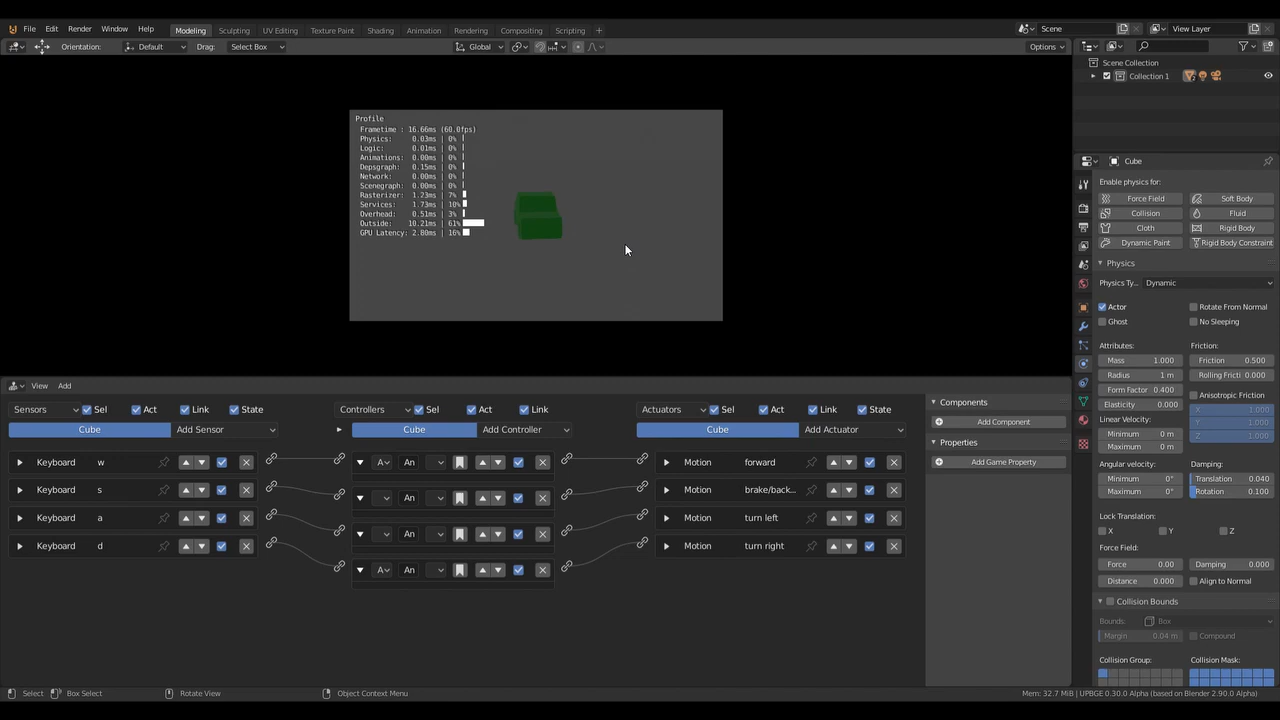 File Edit Render Window Help Modeling Sculpting UV Editing Texture Paint Shading Animation Rendering Compositing Scripting + Scene View Layer
Orientation: Default Drag: Select Box Global Options
Scene Collection
Collection 1
Profile
Frametime : 16.66ms (60.0fps)
Physics: 0.03ms | 0%
Logic: 0.01ms | 0%
Animations: 0.00ms | 0%
Depsgraph: 0.15ms | 0%
Network: 0.00ms | 0%
Scenegraph: 0.00ms | 0%
Rasterizer: 1.23ms | 7%
Services: 1.73ms | 10%
Overhead: 0.51ms | 3%
Outside: 10.21ms | 61%
GPU Latency: 2.80ms | 16%
Cube
Enable physics for:
Force Field Soft Body
Collision Fluid
Cloth Rigid Body
Dynamic Paint Rigid Body Constraint
Physics
Physics Ty... Dynamic
Actor Rotate From Normal
Ghost No Sleeping
Attributes: Friction:
Mass 1.000 Friction 0.500
Radius 1 m Rolling Fricti 0.000
Form Factor 0.400 Anisotropic Friction
Elasticity 0.000 X 1.000
Linear Velocity: Y 1.000
Minimum 0 m Z 1.000
Maximum 0 m
Angular velocity: Damping:
Minimum 0° Translation 0.040
Maximum 0° Rotation 0.100
Lock Translation:
X Y Z
Force Field:
Force 0.00 Damping 0.000
Distance 0.000 Align to Normal
Collision Bounds
Bounds: Box
Margin 0.04 m Compound
Collision Group: Collision Mask:
View Add
Sensors Sel Act Link State Controllers Sel Act Link Actuators Sel Act Link State
Cube Add Sensor Cube Add Controller Cube Add Actuator
Keyboard w A An Motion forward
Keyboard s Motion brake/back...
Keyboard a An Motion turn left
Keyboard d A An Motion turn right
Components
Add Component
Properties
Add Game Property
Select Box Select Rotate View Object Context Menu Mem: 32.7 MiB | UPBGE 0.30.0 Alpha (based on Blender 2.90.0 Alpha)